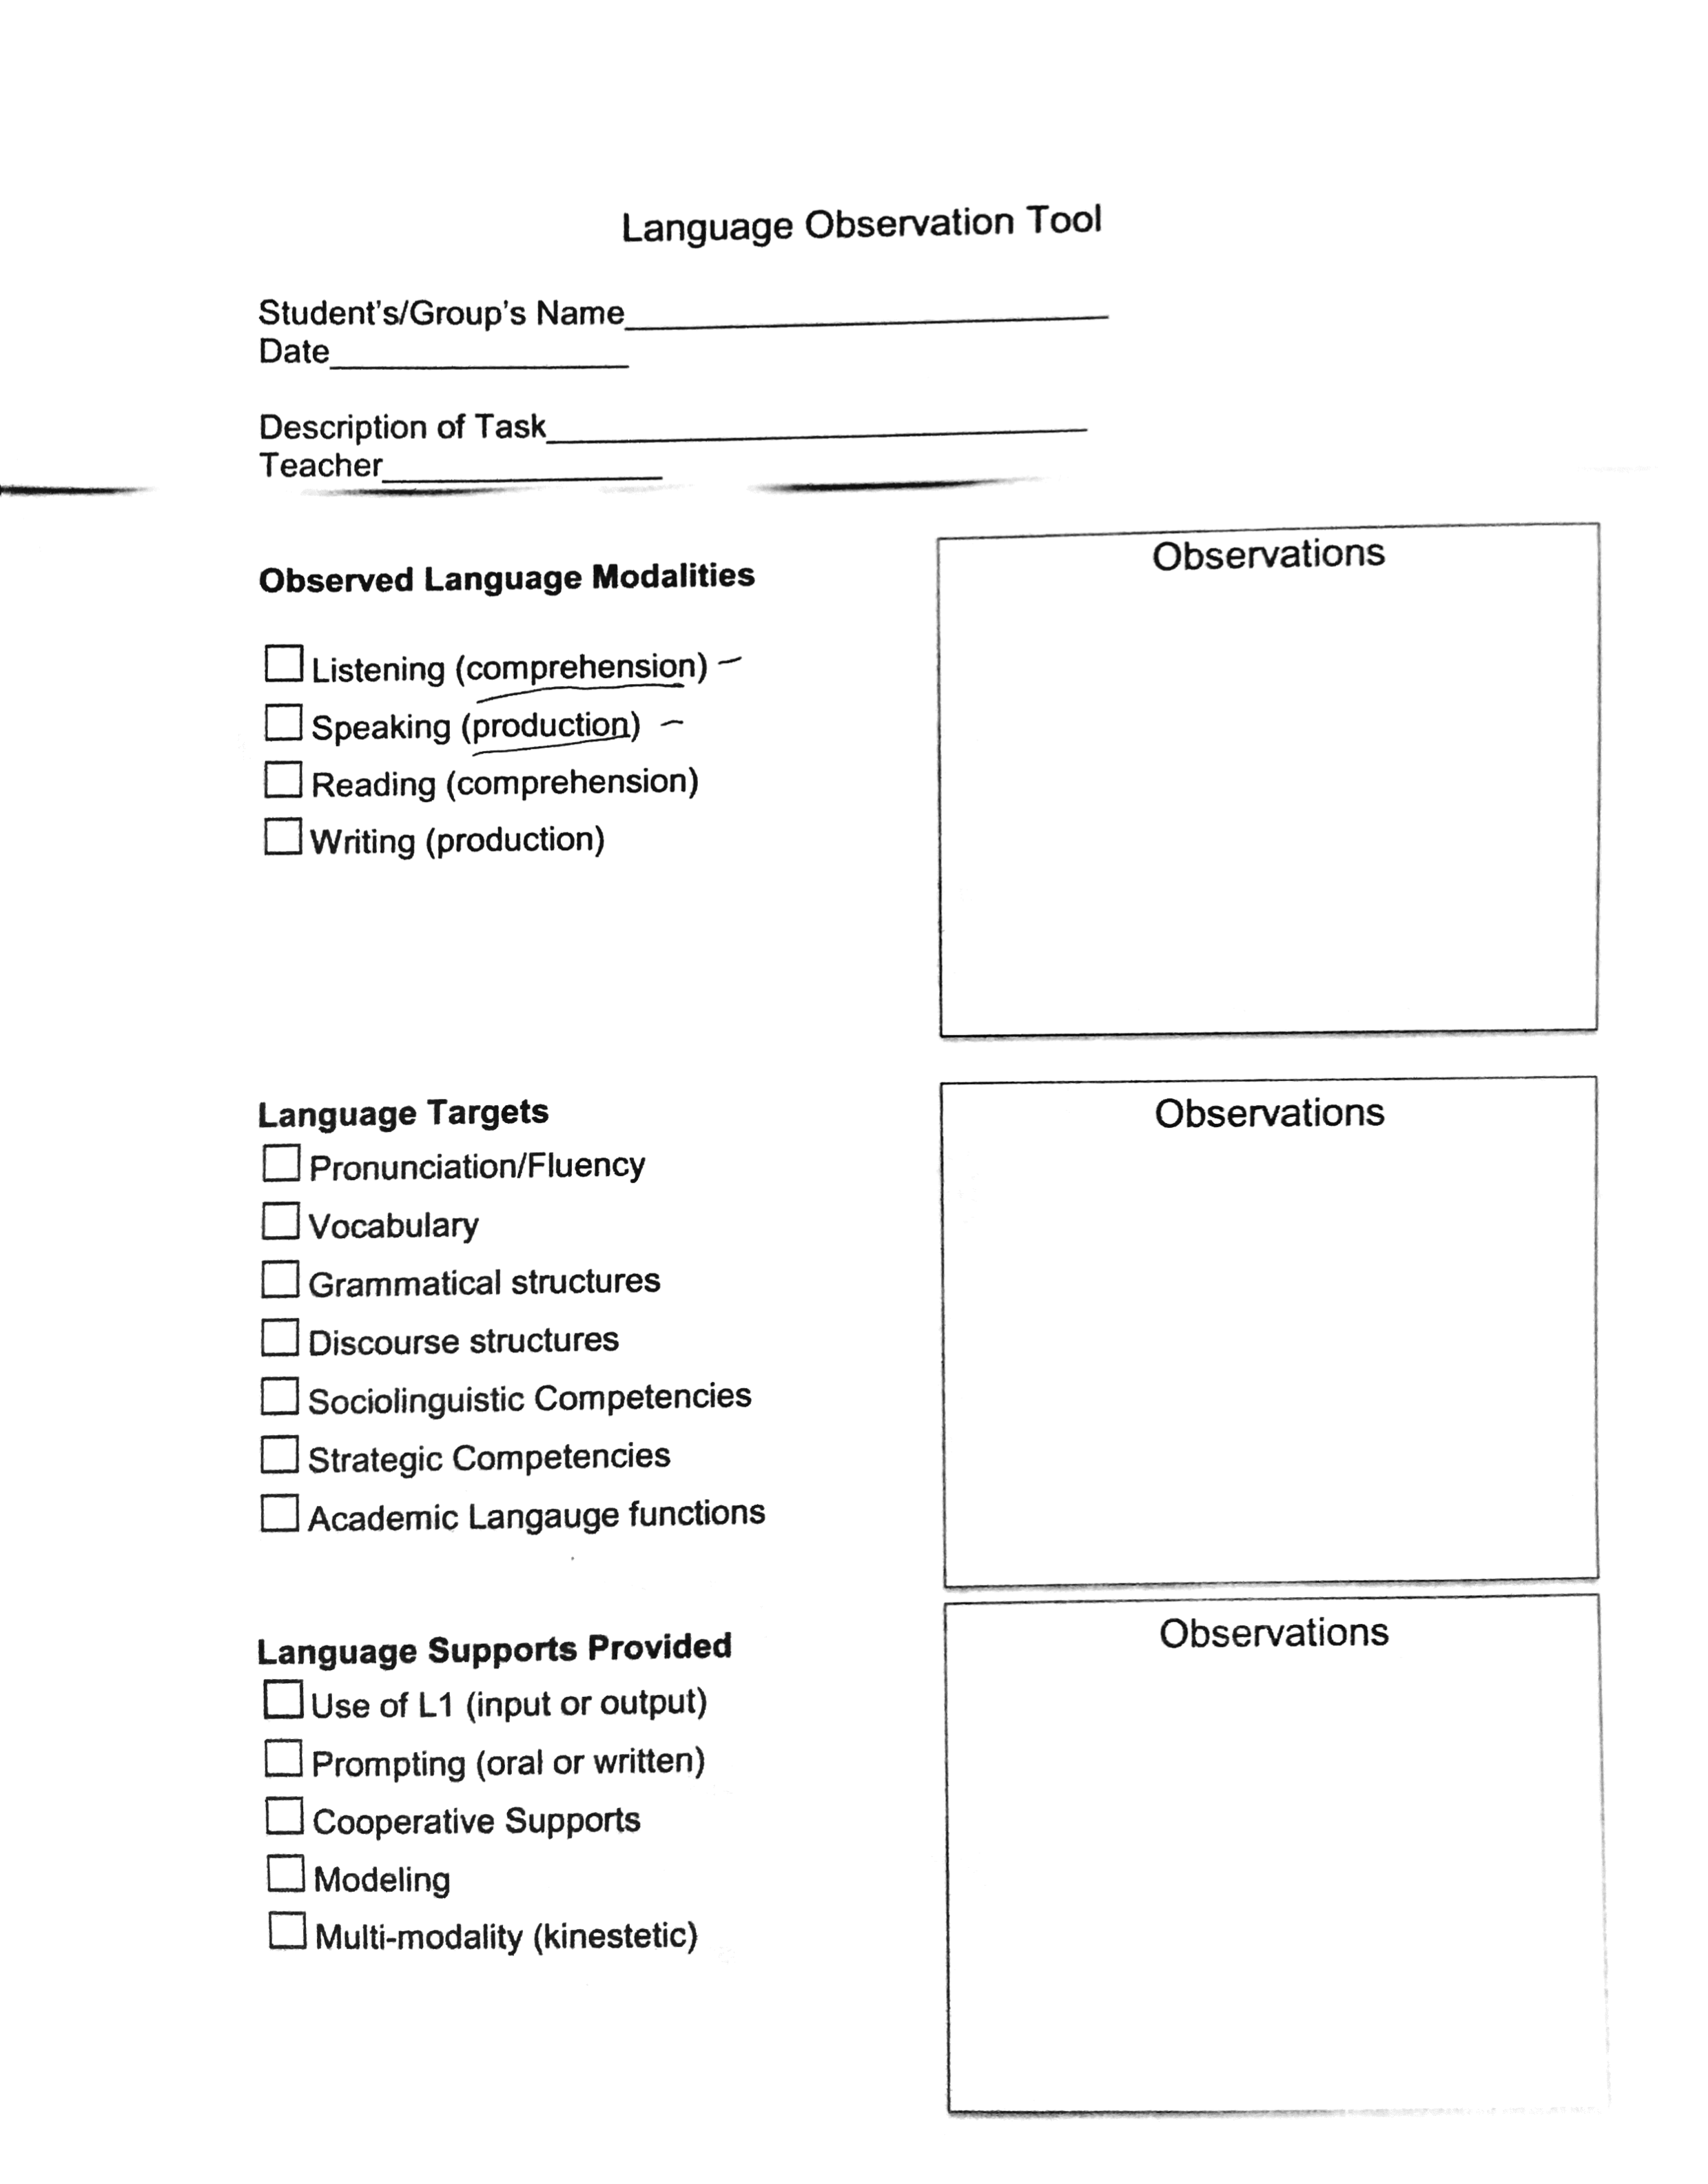 Language Observation Tool
Student's/Group's Name
Date
Description of Task
Teacher
Observed Language Modalities
Listening (comprehension) –
Speaking (production) –
Reading (comprehension)
Writing (production)
Observations
Language Targets
Pronunciation/Fluency
Vocabulary
Grammatical structures
Discourse structures
Sociolinguistic Competencies
Strategic Competencies
Academic Langauge functions
Observations
Language Supports Provided
Use of L1 (input or output)
Prompting (oral or written)
Cooperative Supports
Modeling
Multi-modality (kinestetic)
Observations